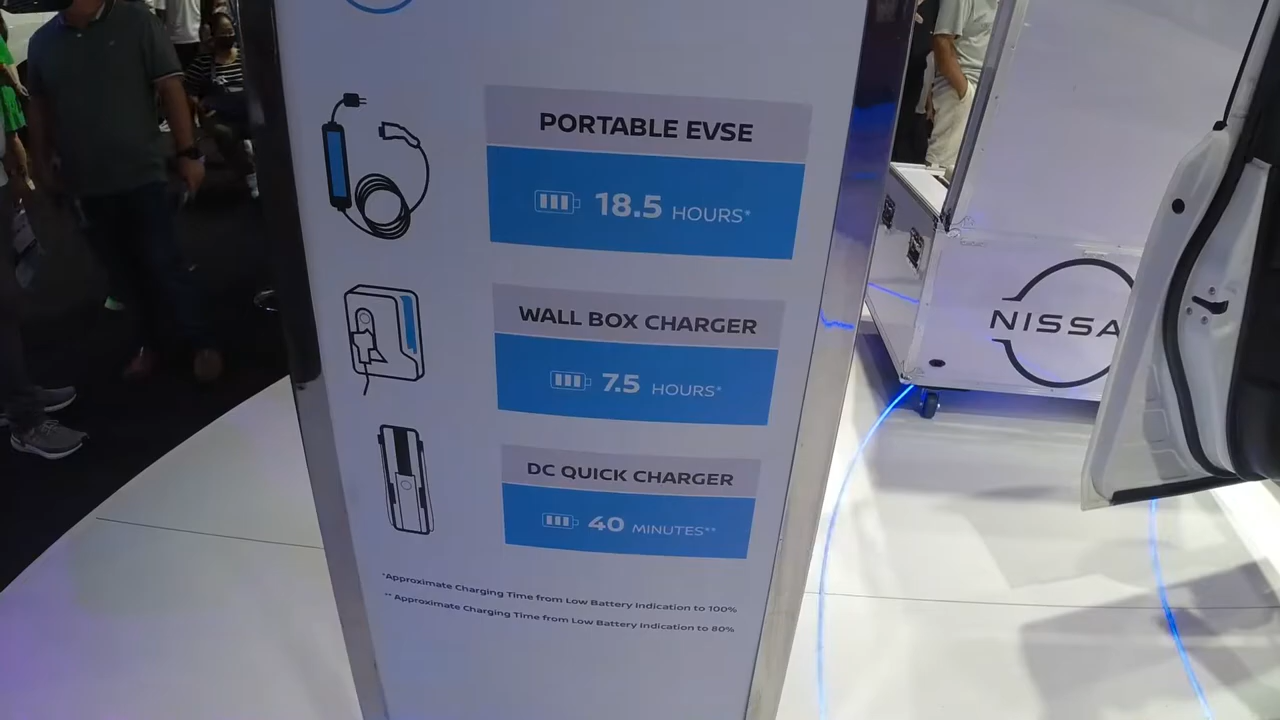 PORTABLE EVSE
18.5 HOURS*
WALL BOX CHARGER
7.5 HOURS*
DC QUICK CHARGER
40 MINUTES**
*Approximate Charging Time from Low Battery Indication to 100%
** Approximate Charging Time from Low Battery Indication to 80%
NISSA